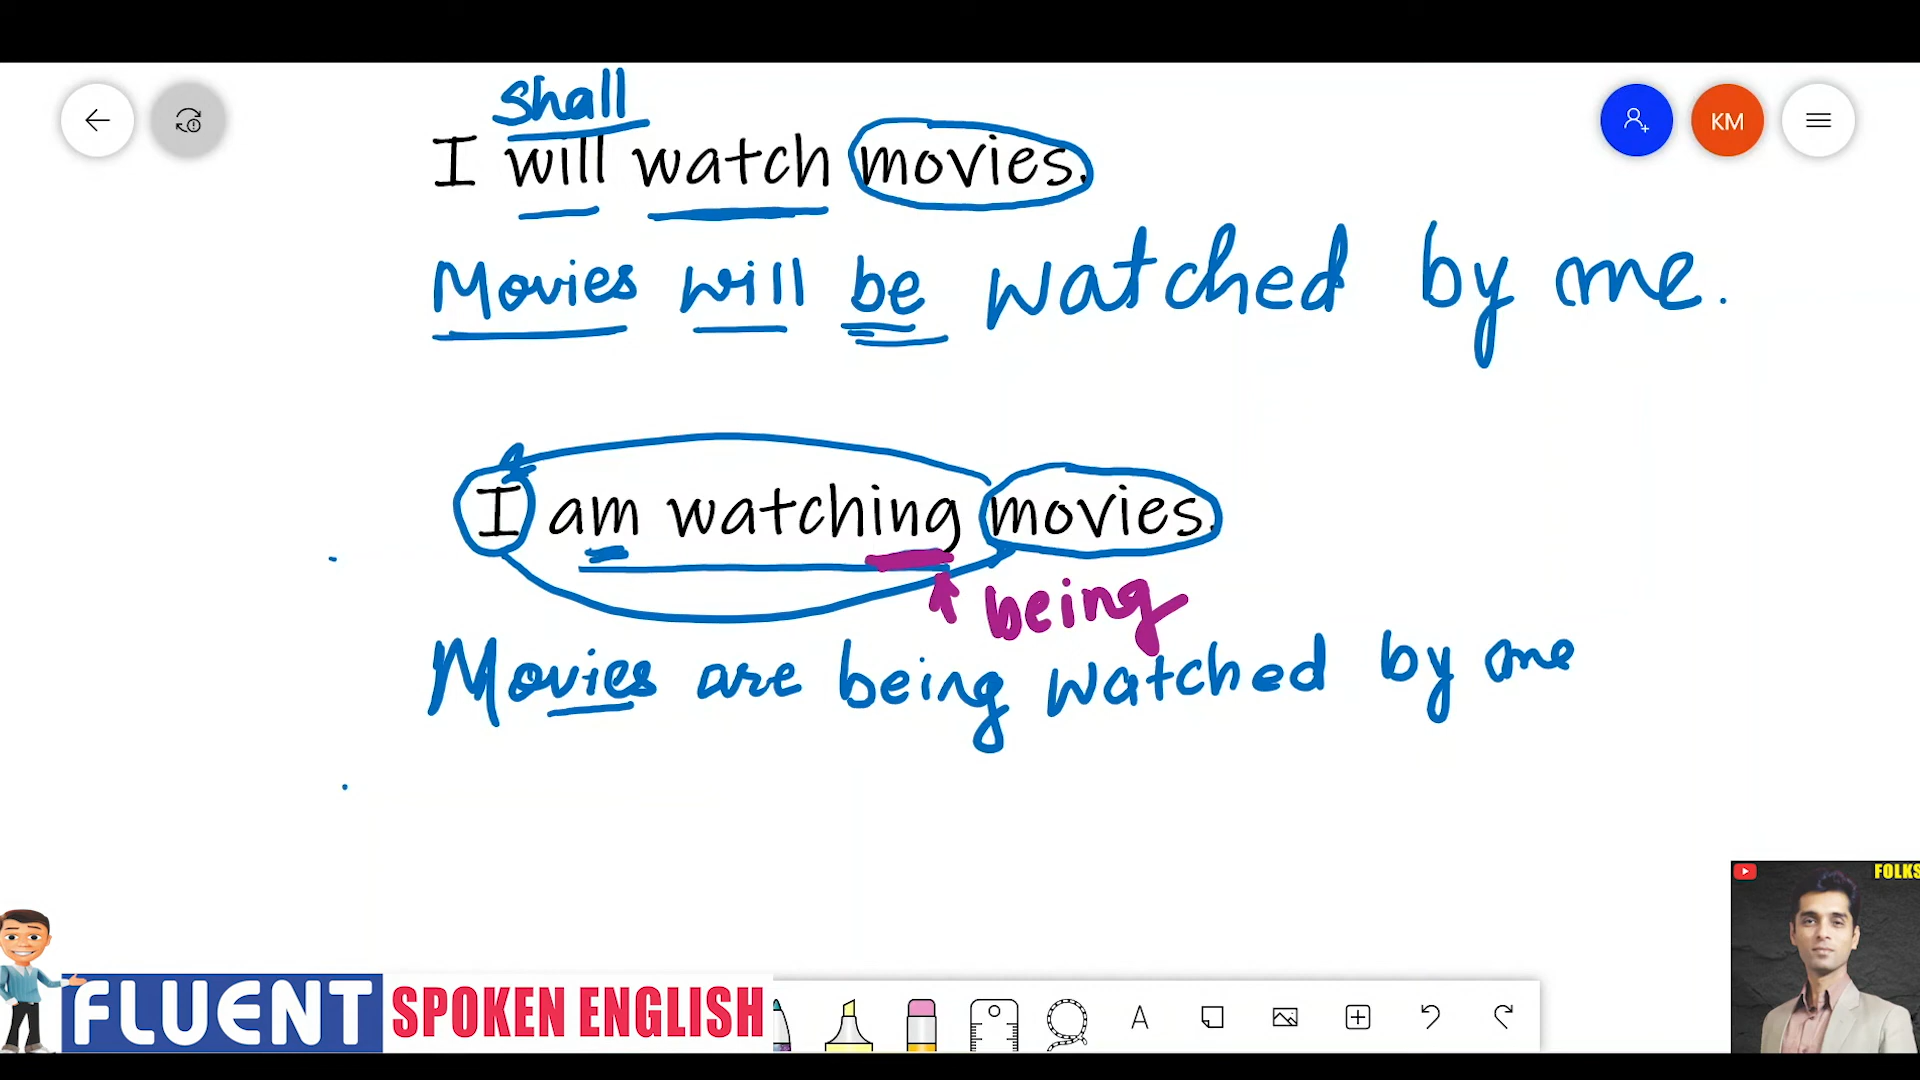 shall
KM
I will watch movies.
Movies will be watched by me.
I am watching movies.
being
Movies are being watched by me
FOLKS
FLUENT SPOKEN ENGLISH
A